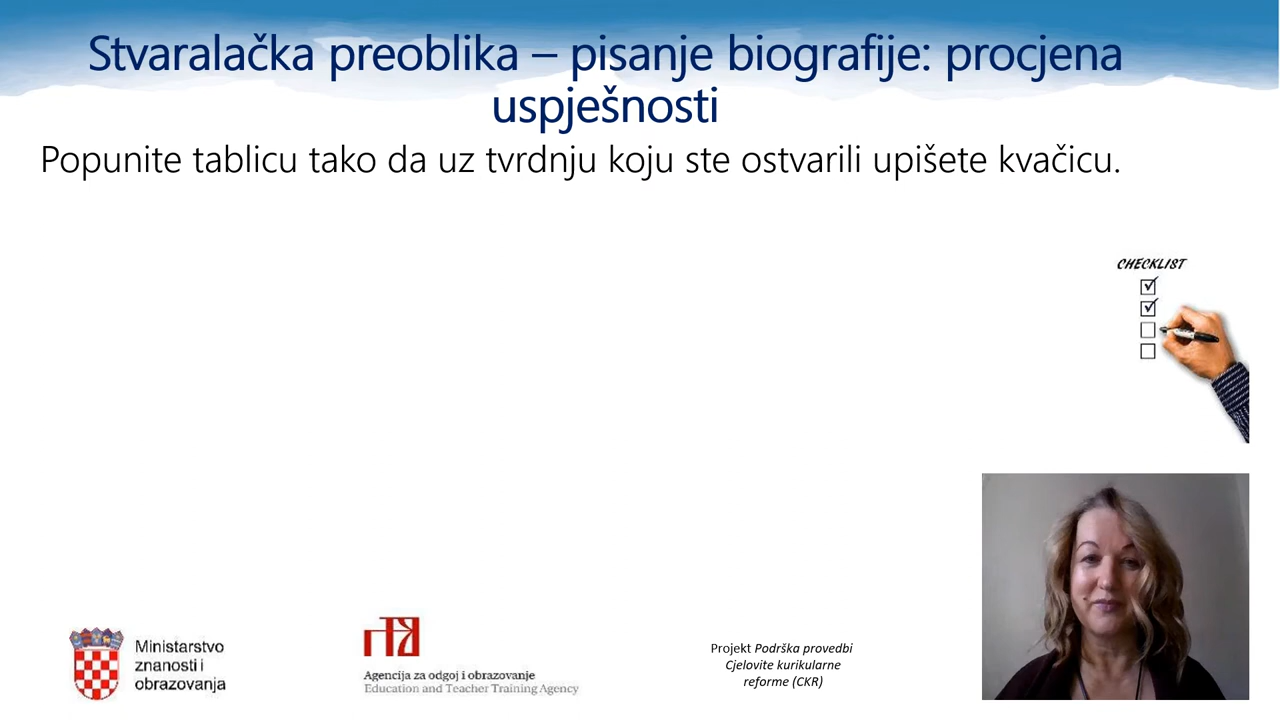 Stvaralačka preoblika – pisanje biografije: procjena
uspješnosti
Popunite tablicu tako da uz tvrdnju koju ste ostvarili upišete kvačicu.
CHECKLIST
Ministarstvo
znanosti i
obrazovanja
Agencija za odgoj i obrazovanje
Education and Teacher Training Agency
Projekt Podrška provedbi
Cjelovite kurikularne
reforme (CKR)